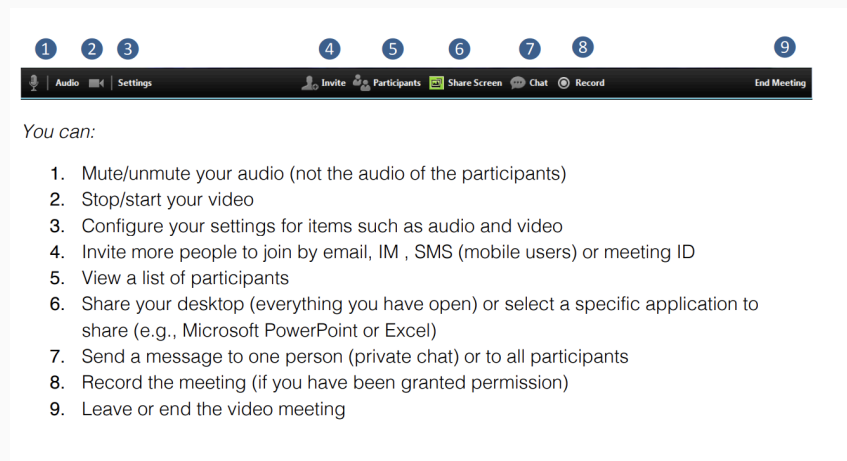 1 2 3 4 5 6 7 8 9
Audio Settings Invite Participants Share Screen Chat Record End Meeting
You can:
1. Mute/unmute your audio (not the audio of the participants)
2. Stop/start your video
3. Configure your settings for items such as audio and video
4. Invite more people to join by email, IM , SMS (mobile users) or meeting ID
5. View a list of participants
6. Share your desktop (everything you have open) or select a specific application to
share (e.g., Microsoft PowerPoint or Excel)
7. Send a message to one person (private chat) or to all participants
8. Record the meeting (if you have been granted permission)
9. Leave or end the video meeting